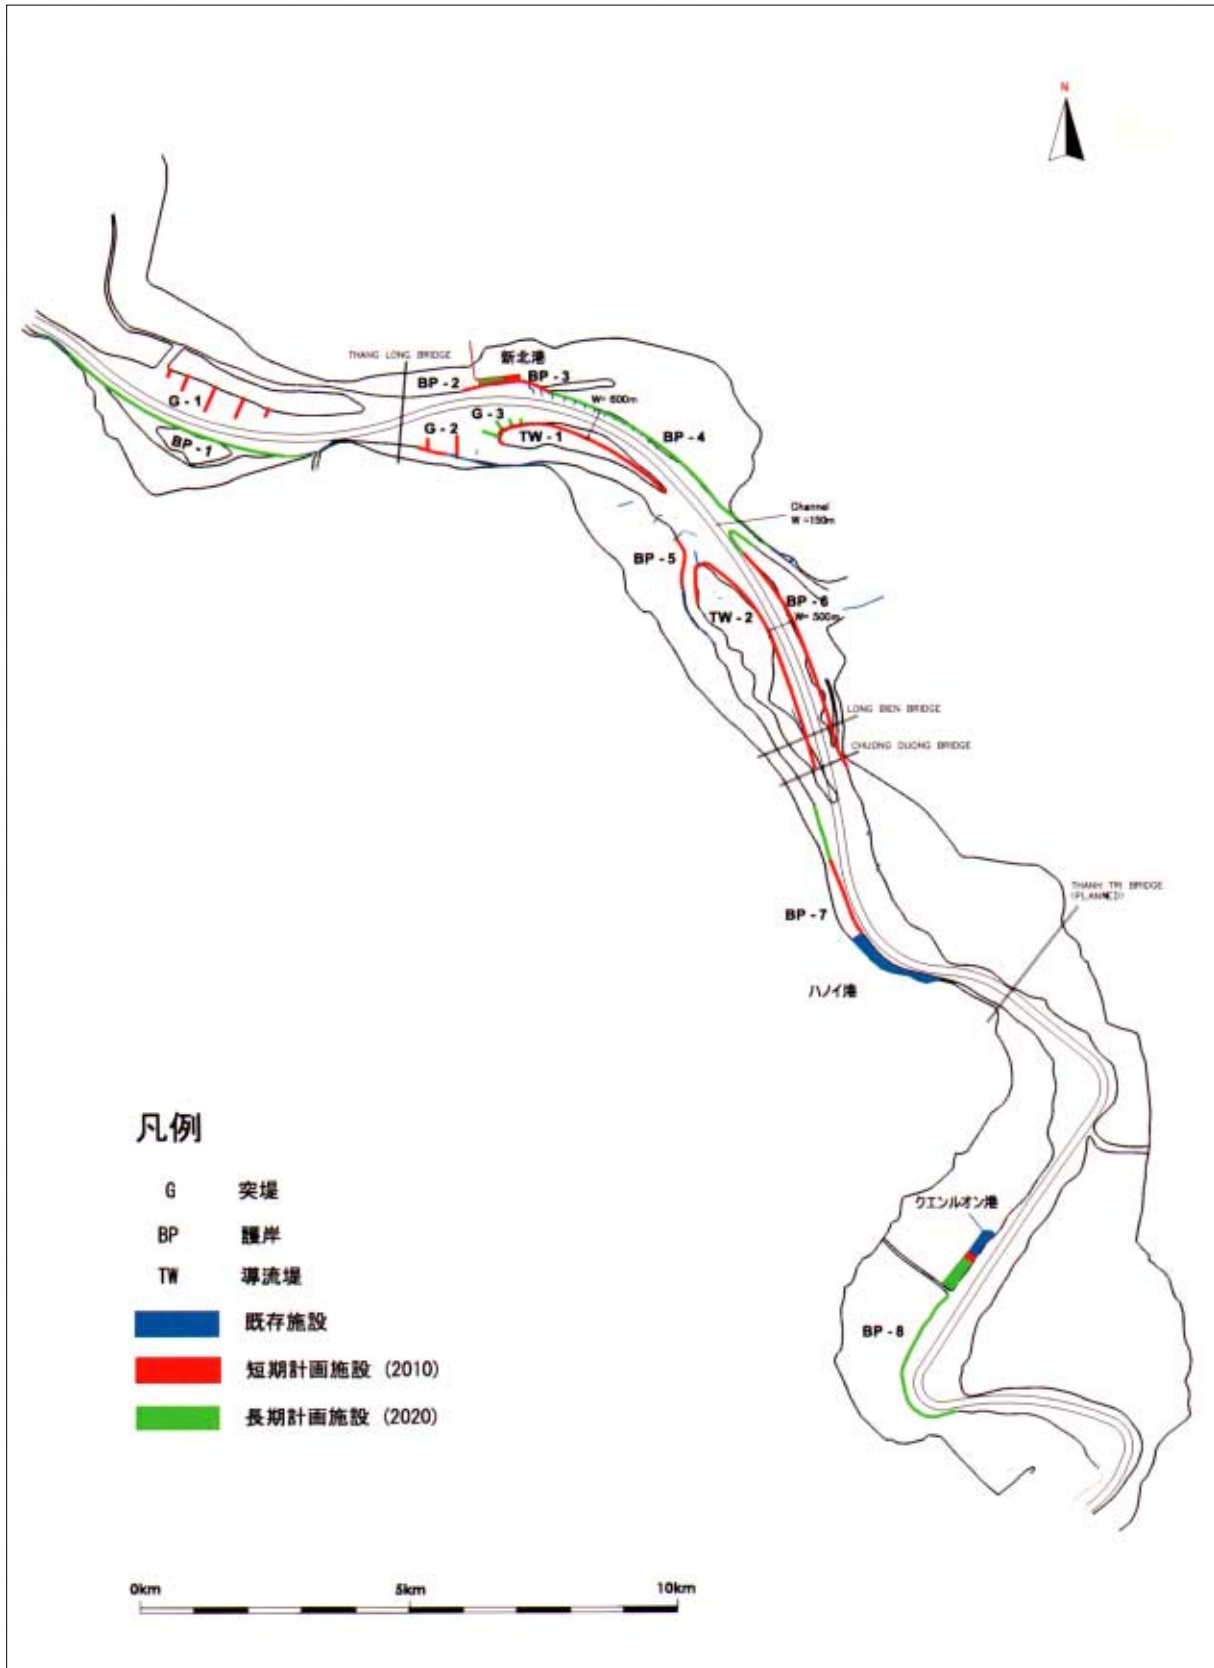 N
THANG LONG BRIDGE
新北港
BP - 2
BP - 3
W= 600m
G - 3
G - 1
G - 2
TW - 1
BP - 4
BP - 1
Channel
W =150m
BP - 5
BP - 6
TW - 2
W= 500m
LONG BIEN BRIDGE
CHUONG DUONG BRIDGE
THANH TRI BRIDGE
(PLANNED)
BP - 7
ハノイ港
凡例
G 突堤
BP 護岸
TW 導流堤
クエンルオン港
既存施設
BP - 8
短期計画施設 (2010)
長期計画施設 (2020)
0km
5km
10km